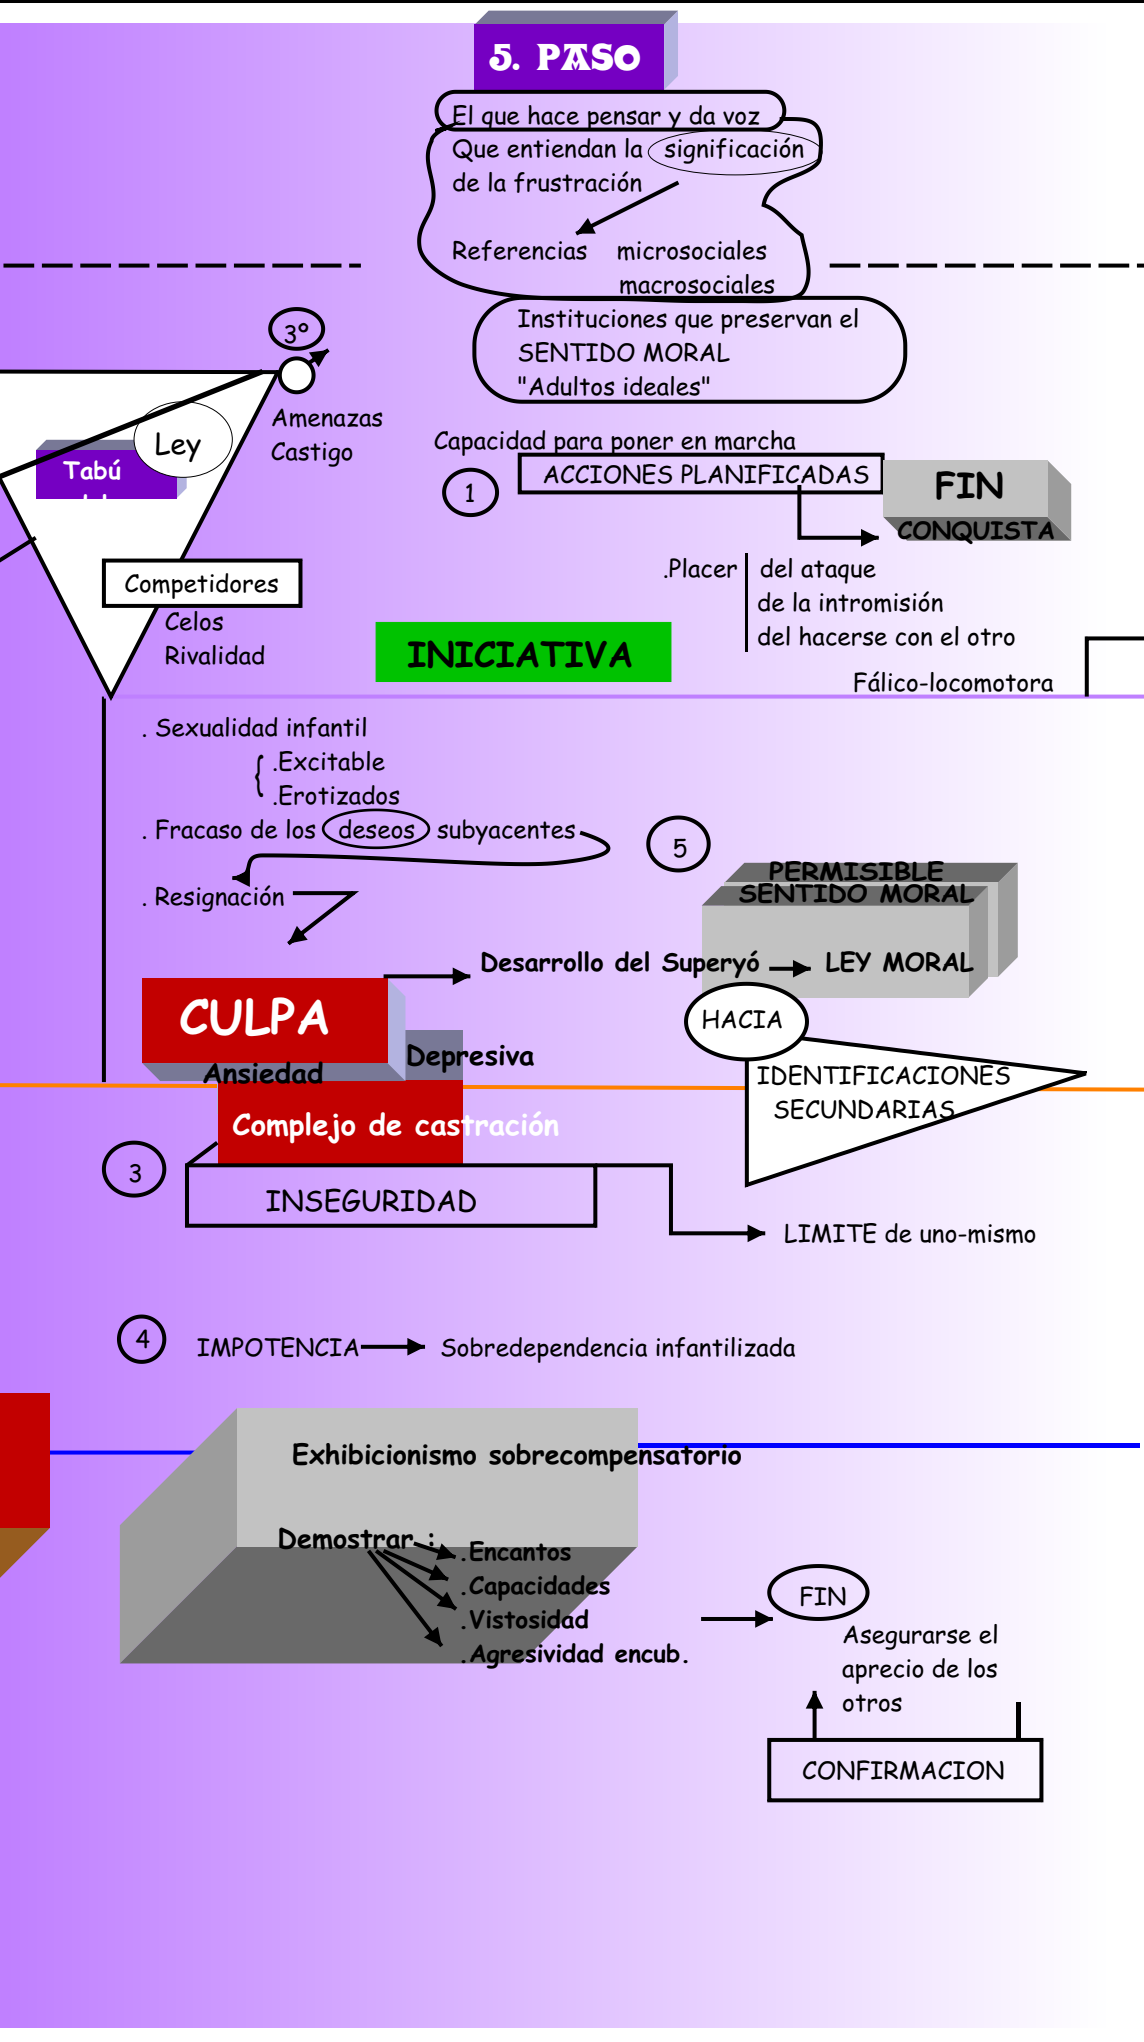 5. PASO
El que hace pensar y da voz
Que entiendan la significación
de la frustración
Referencias microsociales
macrosociales
Instituciones que preservan el
SENTIDO MORAL
"Adultos ideales"
3º
Amenazas
Castigo
Ley
Tabú
Competidores
Celos
Rivalidad
Capacidad para poner en marcha
1
ACCIONES PLANIFICADAS
FIN
CONQUISTA
.Placer del ataque
de la intromisión
del hacerse con el otro
INICIATIVA
Fálico-locomotora
. Sexualidad infantil
{ .Excitable
.Erotizados
. Fracaso de los deseos subyacentes
. Resignación
5
PERMISIBLE
SENTIDO MORAL
Desarrollo del Superyó
LEY MORAL
CULPA
HACIA
Depresiva
Ansiedad
IDENTIFICACIONES
SECUNDARIAS
Complejo de castración
3
INSEGURIDAD
LIMITE de uno-mismo
4
IMPOTENCIA
Sobredependencia infantilizada
Exhibicionismo sobrecompensatorio
Demostrar :
.Encantos
.Capacidades
.Vistosidad
.Agresividad encub.
FIN
Asegurarse el
aprecio de los
otros
CONFIRMACION